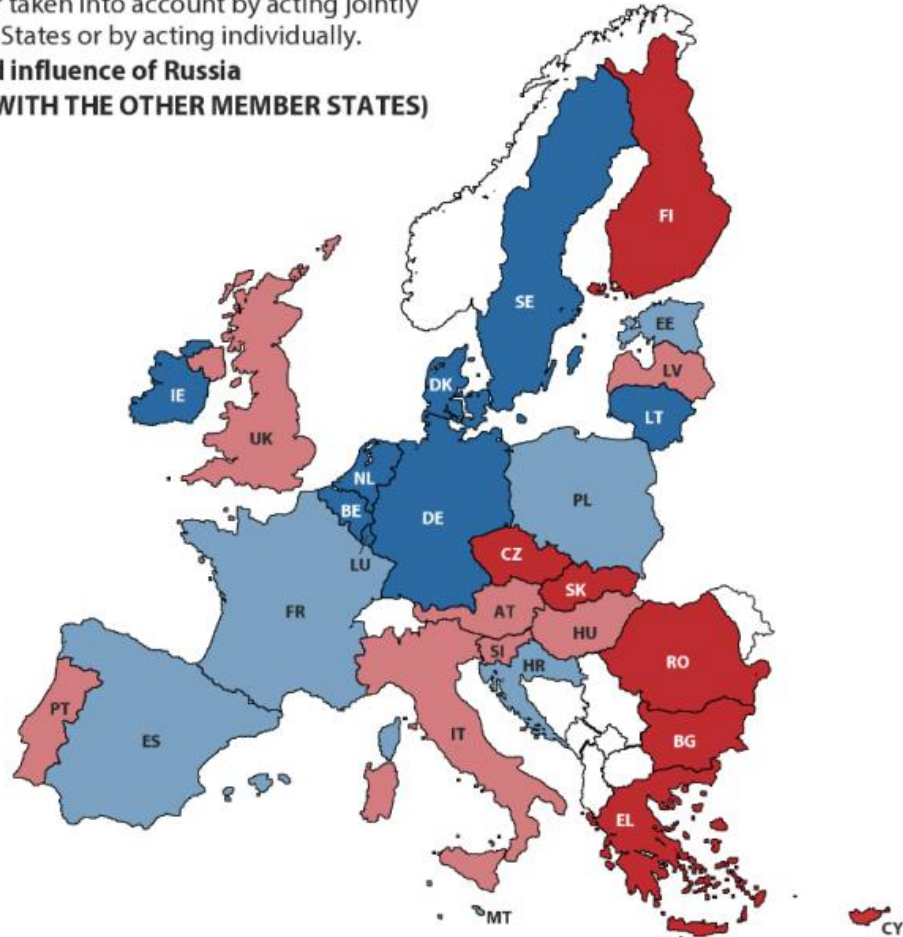 taken into account by acting jointly
States or by acting individually.
influence of Russia
WITH THE OTHER MEMBER STATES)
FI
SE
EE
LV
LT
DK
IE
UK
NL
BE
DE
PL
LU
CZ
SK
FR
AT
HU
SI
HR
RO
PT
ES
IT
BG
EL
MT
CY